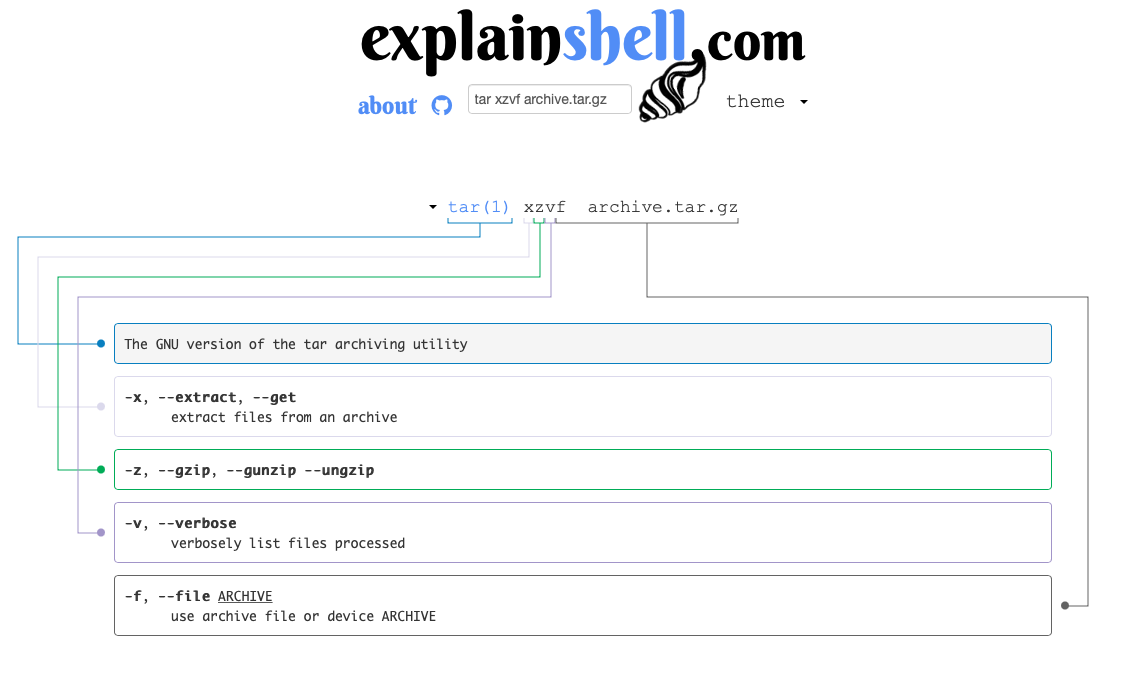 explainshell.com
about tar xzvf archive.tar.gz theme
tar(1) xzvf archive.tar.gz
The GNU version of the tar archiving utility
-x, --extract, --get
extract files from an archive
-z, --gzip, --gunzip --ungzip
-v, --verbose
verbosely list files processed
-f, --file ARCHIVE
use archive file or device ARCHIVE